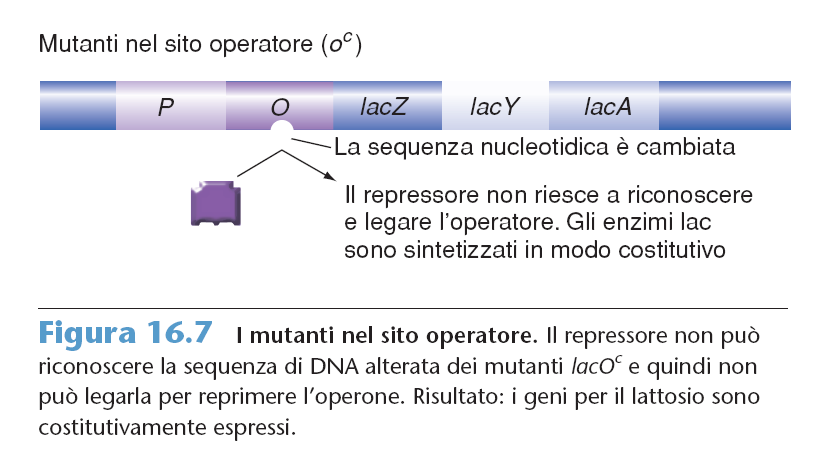 Mutanti nel sito operatore (oᶜ)
P O lacZ lacY lacA
La sequenza nucleotidica è cambiata
Il repressore non riesce a riconoscere
e legare l’operatore. Gli enzimi lac
sono sintetizzati in modo costitutivo
Figura 16.7 I mutanti nel sito operatore. Il repressore non può
riconoscere la sequenza di DNA alterata dei mutanti lacOᶜ e quindi non
può legarla per reprimere l’operone. Risultato: i geni per il lattosio sono
costitutivamente espressi.